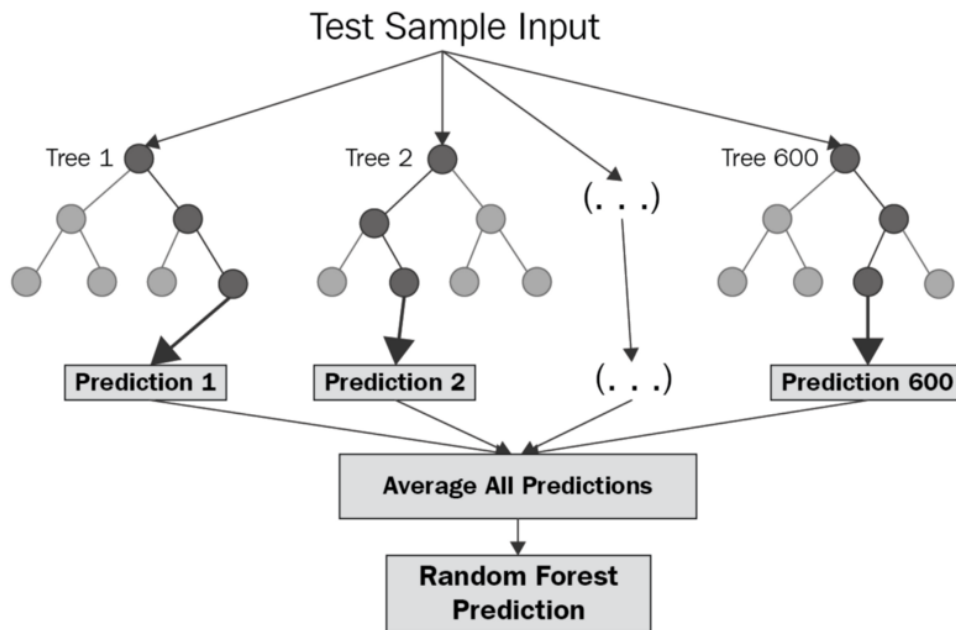 Test Sample Input
Tree 1
Tree 2
Tree 600
(. . .)
Prediction 1
Prediction 2
(. . .)
Prediction 600
Average All Predictions
Random Forest
Prediction